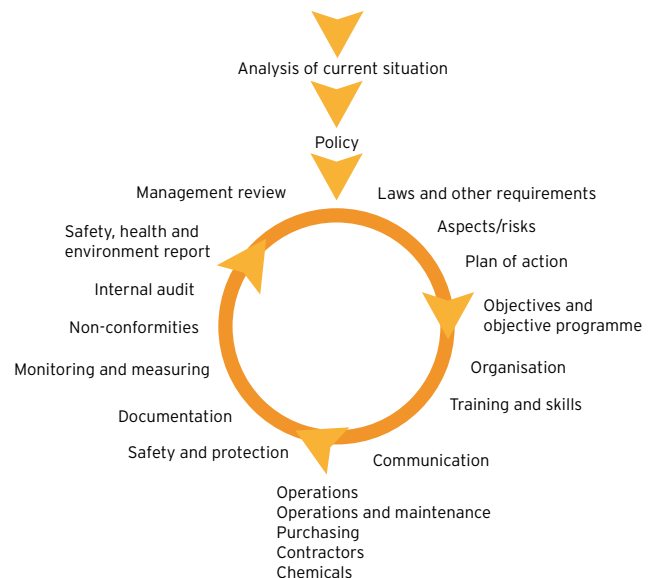 Analysis of current situation
Policy
Management review
Laws and other requirements
Aspects/risks
Safety, health and
environment report
Plan of action
Internal audit
Objectives and
objective programme
Non-conformities
Organisation
Monitoring and measuring
Training and skills
Documentation
Safety and protection
Communication
Operations
Operations and maintenance
Purchasing
Contractors
Chemicals